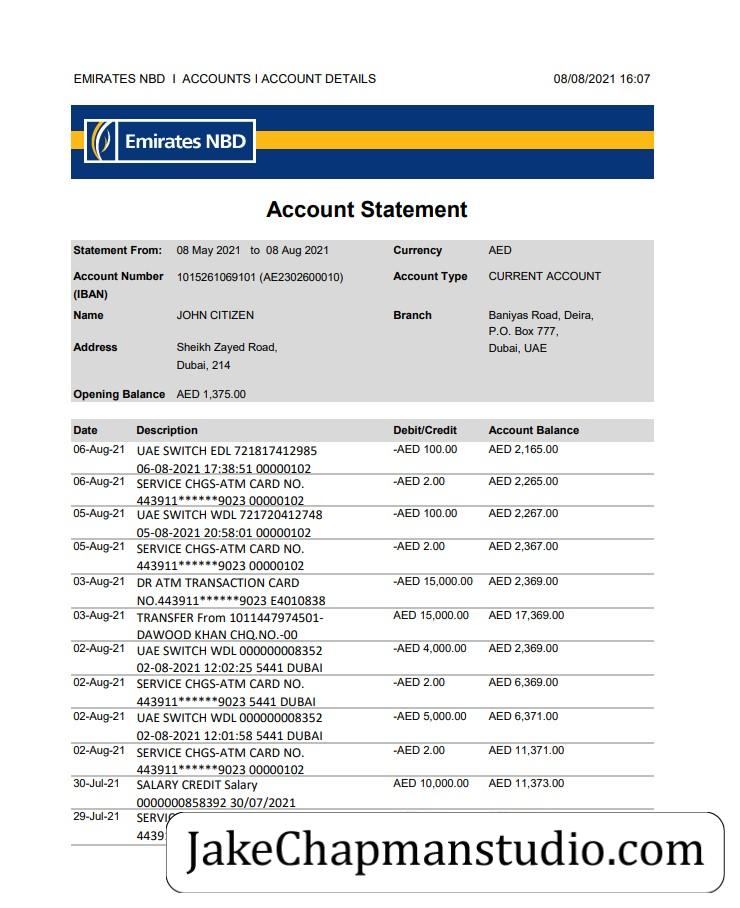 EMIRATES NBD I ACCOUNTS I ACCOUNT DETAILS 08/08/2021 16:07
Emirates NBD
Account Statement
Statement From: 08 May 2021 to 08 Aug 2021 Currency AED
Account Number 1015261069101 (AE2302600010) Account Type CURRENT ACCOUNT
(IBAN)
Name JOHN CITIZEN Branch Baniyas Road, Deira,
P.O. Box 777,
Address Sheikh Zayed Road, Dubai, UAE
Dubai, 214
Opening Balance AED 1,375.00
Date Description Debit/Credit Account Balance
06-Aug-21 UAE SWITCH EDL 721817412985 -AED 100.00 AED 2,165.00
06-08-2021 17:38:51 00000102
06-Aug-21 SERVICE CHGS-ATM CARD NO. -AED 2.00 AED 2,265.00
443911******9023 00000102
05-Aug-21 UAE SWITCH WDL 721720412748 -AED 100.00 AED 2,267.00
05-08-2021 20:58:01 00000102
05-Aug-21 SERVICE CHGS-ATM CARD NO. -AED 2.00 AED 2,367.00
443911******9023 00000102
03-Aug-21 DR ATM TRANSACTION CARD -AED 15,000.00 AED 2,369.00
NO.443911******9023 E4010838
03-Aug-21 TRANSFER From 1011447974501- AED 15,000.00 AED 17,369.00
DAWOOD KHAN CHQ.NO.-00
02-Aug-21 UAE SWITCH WDL 000000008352 -AED 4,000.00 AED 2,369.00
02-08-2021 12:02:25 5441 DUBAI
02-Aug-21 SERVICE CHGS-ATM CARD NO. -AED 2.00 AED 6,369.00
443911******9023 5441 DUBAI
02-Aug-21 UAE SWITCH WDL 000000008352 -AED 5,000.00 AED 6,371.00
02-08-2021 12:01:58 5441 DUBAI
02-Aug-21 SERVICE CHGS-ATM CARD NO. -AED 2.00 AED 11,371.00
443911******9023 00000102
30-Jul-21 SALARY CREDIT Salary AED 10,000.00 AED 11,373.00
0000000858392 30/07/2021
29-Jul-21
JakeChapmanstudio.com